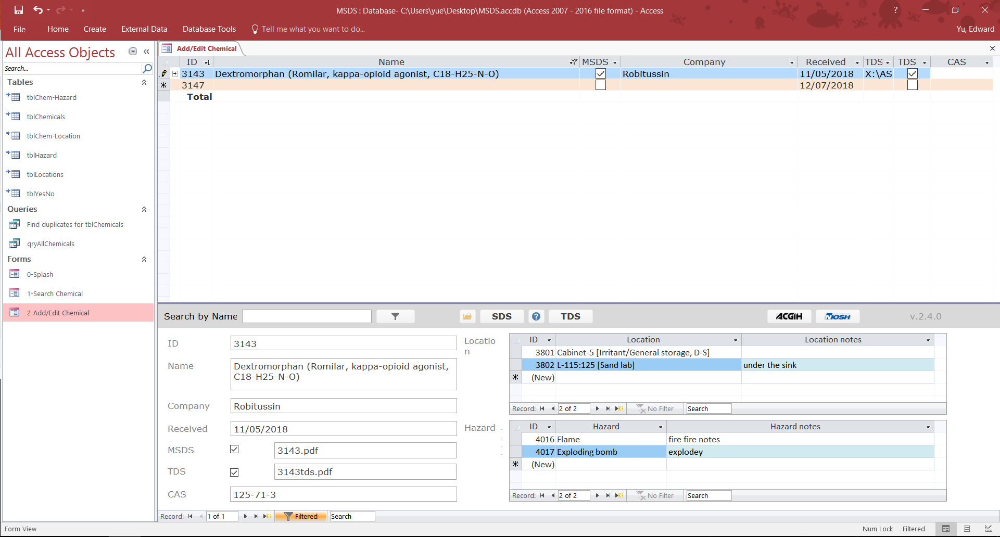 MSDS : Database- C:\Users\yue\Desktop\MSDS.accdb (Access 2007 - 2016 file format) - Access
?
File Home Create External Data Database Tools Tell me what you want to do... Yu, Edward
All Access Objects
Search...
Tables
tblChem-Hazard
tblChemicals
tblChem-Location
tblHazard
tblLocations
tblYesNo
Queries
Find duplicates for tblChemicals
qryAllChemicals
Forms
0-Splash
1-Search Chemical
2-Add/Edit Chemical
Add/Edit Chemical
ID Name MSDS Company Received TDS TDS CAS
3143 Dextromorphan (Romilar, kappa-opioid agonist, C18-H25-N-O) Robitussin 11/05/2018 X:\AS
3147 12/07/2018
Total
Search by Name SDS ? TDS ACGIH NIOSH v.2.4.0
ID 3143
Name Dextromorphan (Romilar, kappa-opioid agonist,
C18-H25-N-O)
Company Robitussin
Received 11/05/2018
MSDS 3143.pdf
TDS 3143tds.pdf
CAS 125-71-3
Locatio
n
ID Location Location notes
3801 Cabinet-5 [Irritant/General storage, D-S]
3802 L-115:125 [Sand lab] under the sink
(New)
Record: 2 of 2 No Filter Search
Hazard
ID Hazard Hazard notes
4016 Flame fire fire notes
4017 Exploding bomb explodey
(New)
Record: 2 of 2 No Filter Search
Record: 1 of 1 Filtered Search
Form View Num Lock Filtered